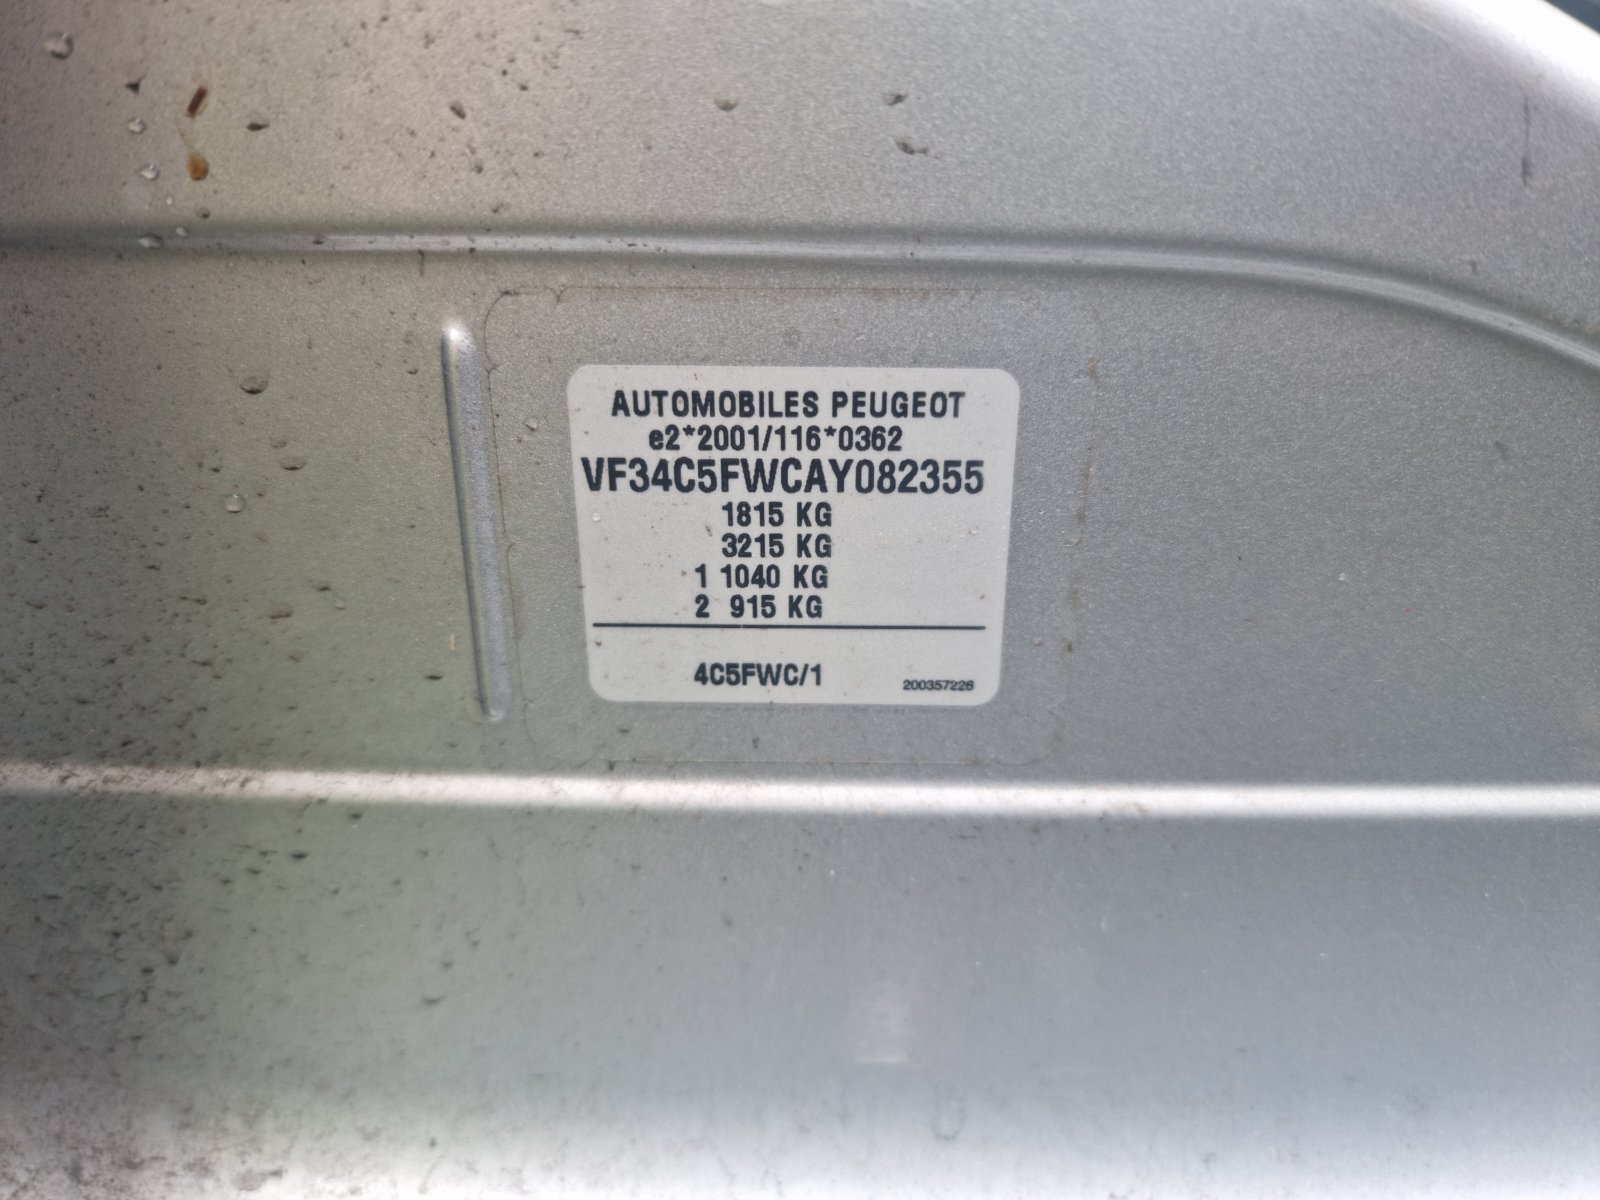 AUTOMOBILES PEUGEOT
e2*2001/116*0362
VF34C5FWCAY082355
1815 KG
3215 KG
1 1040 KG
2 915 KG
4C5FWC/1
200357226